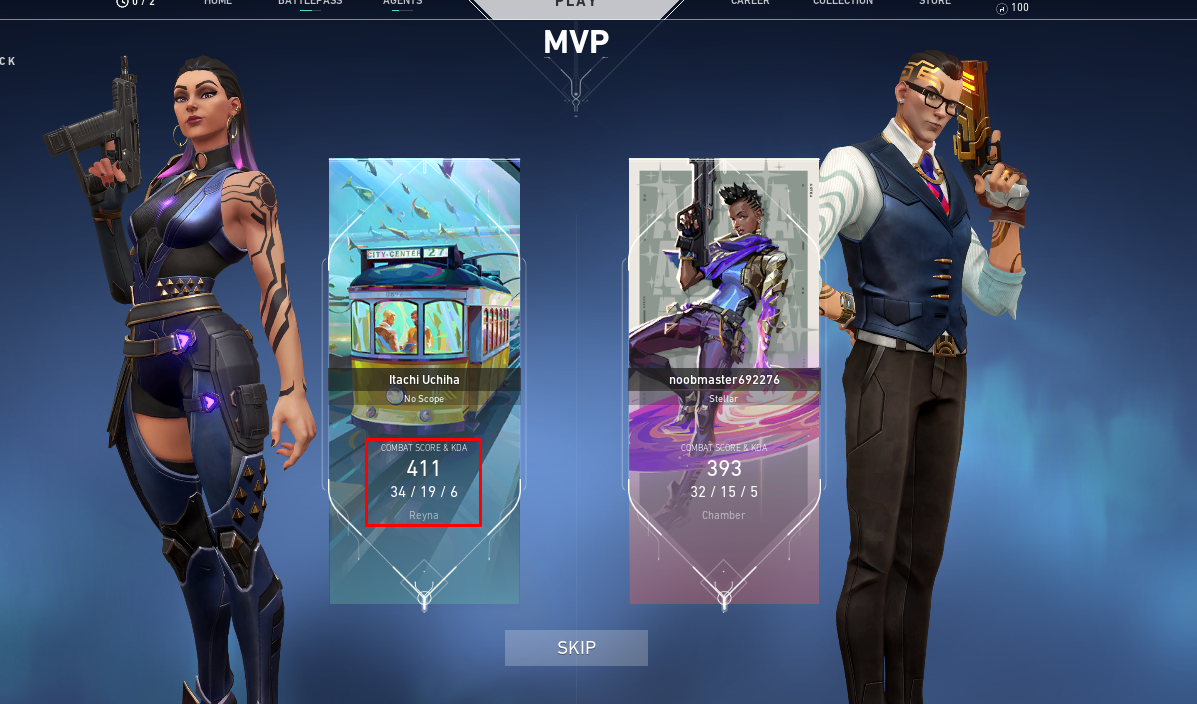 0 / 2
HOME
BATTLEPASS
AGENTS
PLAY
CAREER
COLLECTION
STORE
100
CK
MVP
CITY-CENTER 27
Itachi Uchiha
No Scope
COMBAT SCORE & KDA
411
34 / 19 / 6
Reyna
noobmaster692276
Stellar
COMBAT SCORE & KDA
393
32 / 15 / 5
Chamber
SKIP